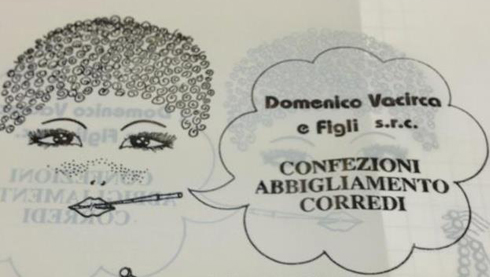 Domenico Vacirca
e Figli s.r.c.
CONFEZIONI
ABBIGLIAMENTO
CORREDI